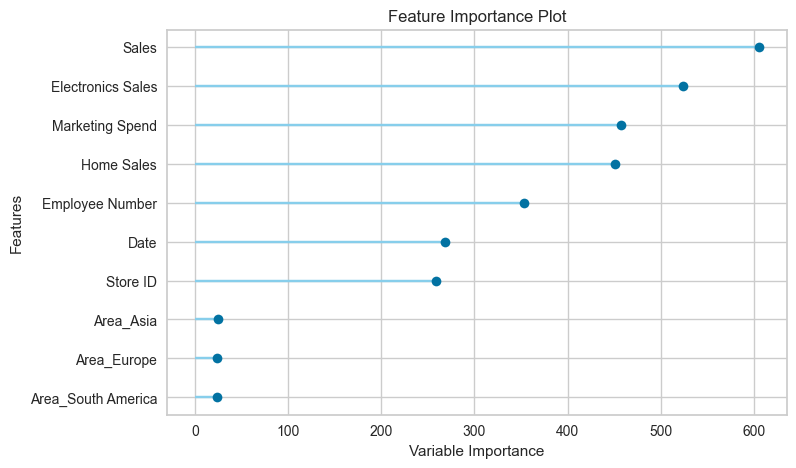 Feature Importance Plot
Sales
Electronics Sales
Marketing Spend
Home Sales
Employee Number
Date
Store ID
Area_Asia
Area_Europe
Area_South America
Features
0 100 200 300 400 500 600
Variable Importance